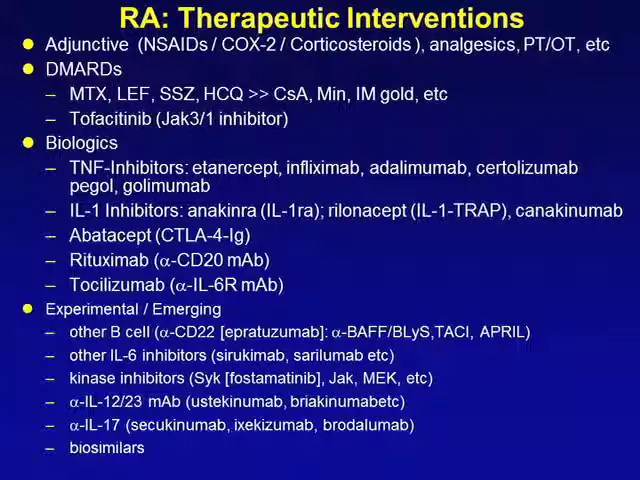 RA: Therapeutic Interventions
● Adjunctive (NSAIDs / COX-2 / Corticosteroids ), analgesics, PT/OT, etc
● DMARDs
– MTX, LEF, SSZ, HCQ >> CsA, Min, IM gold, etc
– Tofacitinib (Jak3/1 inhibitor)
● Biologics
– TNF-Inhibitors: etanercept, infliximab, adalimumab, certolizumab
pegol, golimumab
– IL-1 Inhibitors: anakinra (IL-1ra); rilonacept (IL-1-TRAP), canakinumab
– Abatacept (CTLA-4-Ig)
– Rituximab (α-CD20 mAb)
– Tocilizumab (α-IL-6R mAb)
● Experimental / Emerging
– other B cell (α-CD22 [epratuzumab]: α-BAFF/BLyS,TACI, APRIL)
– other IL-6 inhibitors (sirukimab, sarilumab etc)
– kinase inhibitors (Syk [fostamatinib], Jak, MEK, etc)
– α-IL-12/23 mAb (ustekinumab, briakinumabetc)
– α-IL-17 (secukinumab, ixekizumab, brodalumab)
– biosimilars